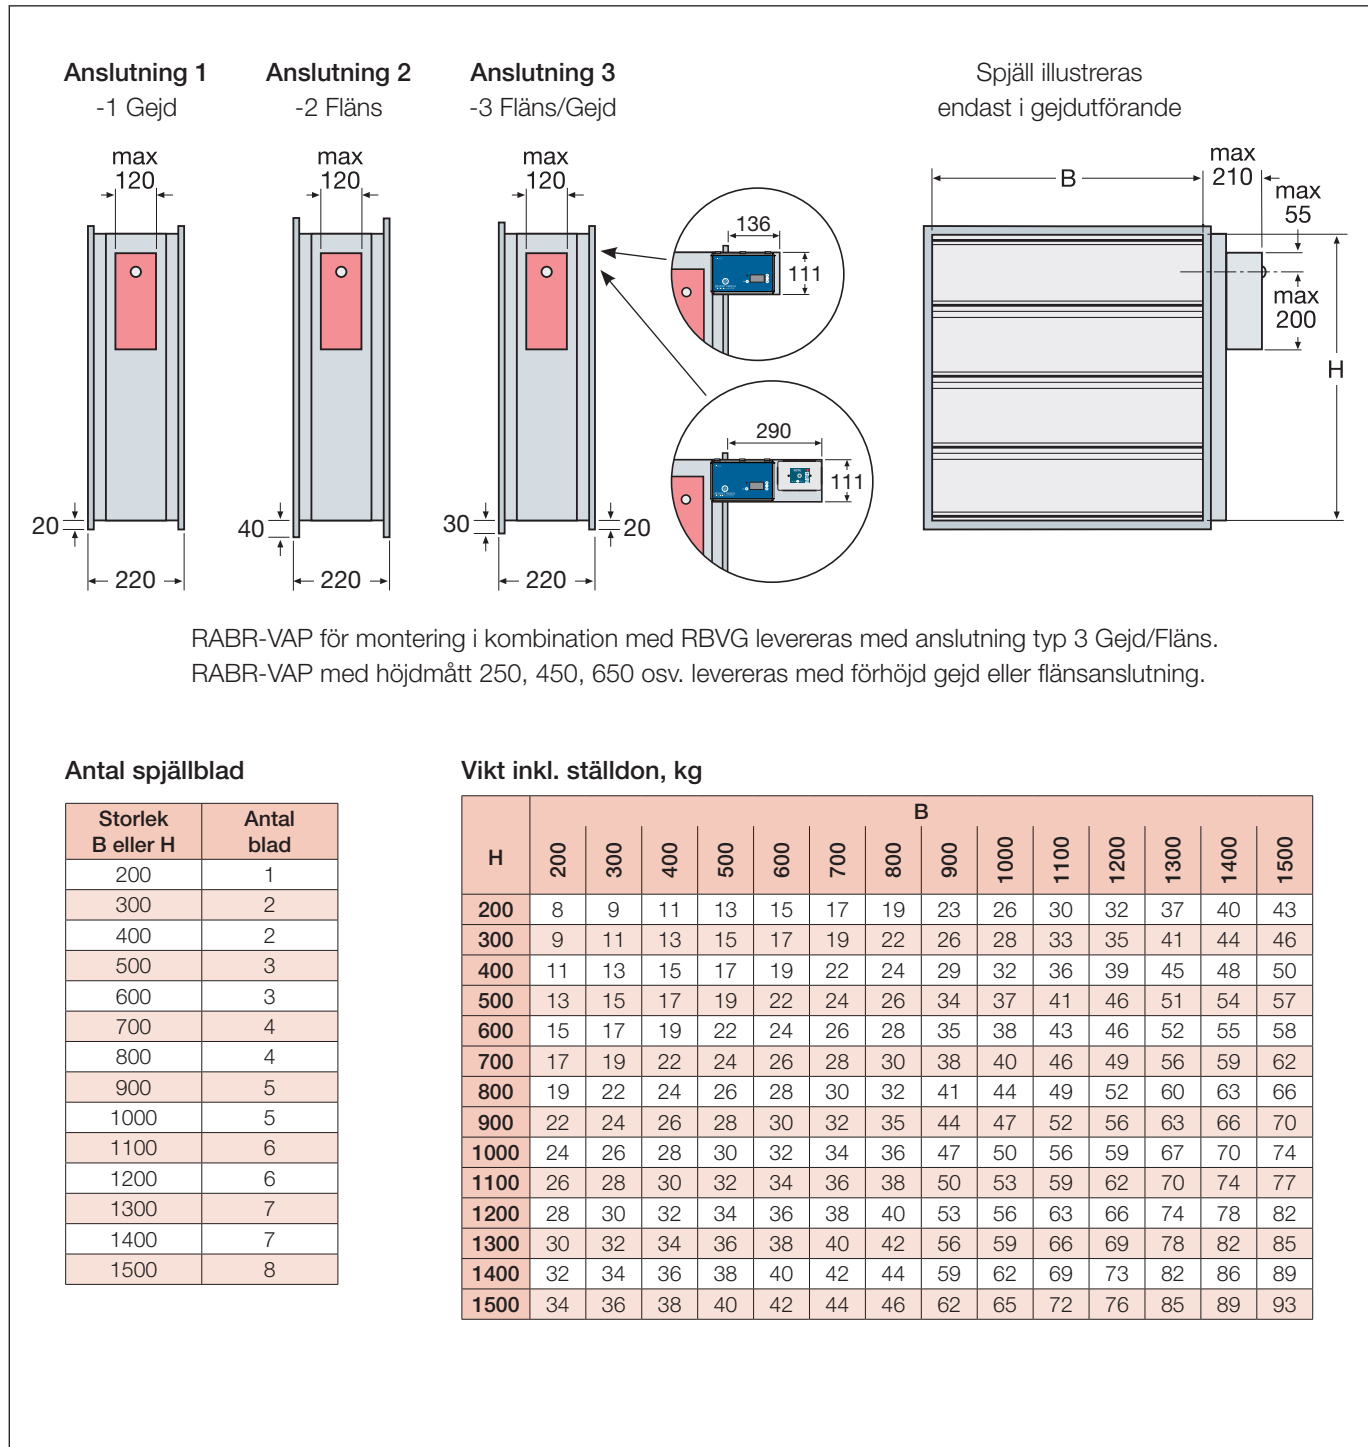 Anslutning 1
-1 Gejd
Anslutning 2
-2 Fläns
Anslutning 3
-3 Fläns/Gejd
Spjäll illustreras
endast i gejdutförande
max
120
max
120
max
120
136
111
290
111
B
max
210
max
55
max
200
H
20
220
40
220
30
20
220
RABR-VAP för montering i kombination med RBVG levereras med anslutning typ 3 Gejd/Fläns.
RABR-VAP med höjdmått 250, 450, 650 osv. levereras med förhöjd gejd eller flänsanslutning.
Antal spjällblad
Storlek Antal
B eller H blad
200 1
300 2
400 2
500 3
600 3
700 4
800 4
900 5
1000 5
1100 6
1200 6
1300 7
1400 7
1500 8
Vikt inkl. ställdon, kg
B
H 200 300 400 500 600 700 800 900 1000 1100 1200 1300 1400 1500
200 8 9 11 13 15 17 19 23 26 30 32 37 40 43
300 9 11 13 15 17 19 22 26 28 33 35 41 44 46
400 11 13 15 17 19 22 24 29 32 36 39 45 48 50
500 13 15 17 19 22 24 26 34 37 41 46 51 54 57
600 15 17 19 22 24 26 28 35 38 43 46 52 55 58
700 17 19 22 24 26 28 30 38 40 46 49 56 59 62
800 19 22 24 26 28 30 32 41 44 49 52 60 63 66
900 22 24 26 28 30 32 35 44 47 52 56 63 66 70
1000 24 26 28 30 32 34 36 47 50 56 59 67 70 74
1100 26 28 30 32 34 36 38 50 53 59 62 70 74 77
1200 28 30 32 34 36 38 40 53 56 63 66 74 78 82
1300 30 32 34 36 38 40 42 56 59 66 69 78 82 85
1400 32 34 36 38 40 42 44 59 62 69 73 82 86 89
1500 34 36 38 40 42 44 46 62 65 72 76 85 89 93